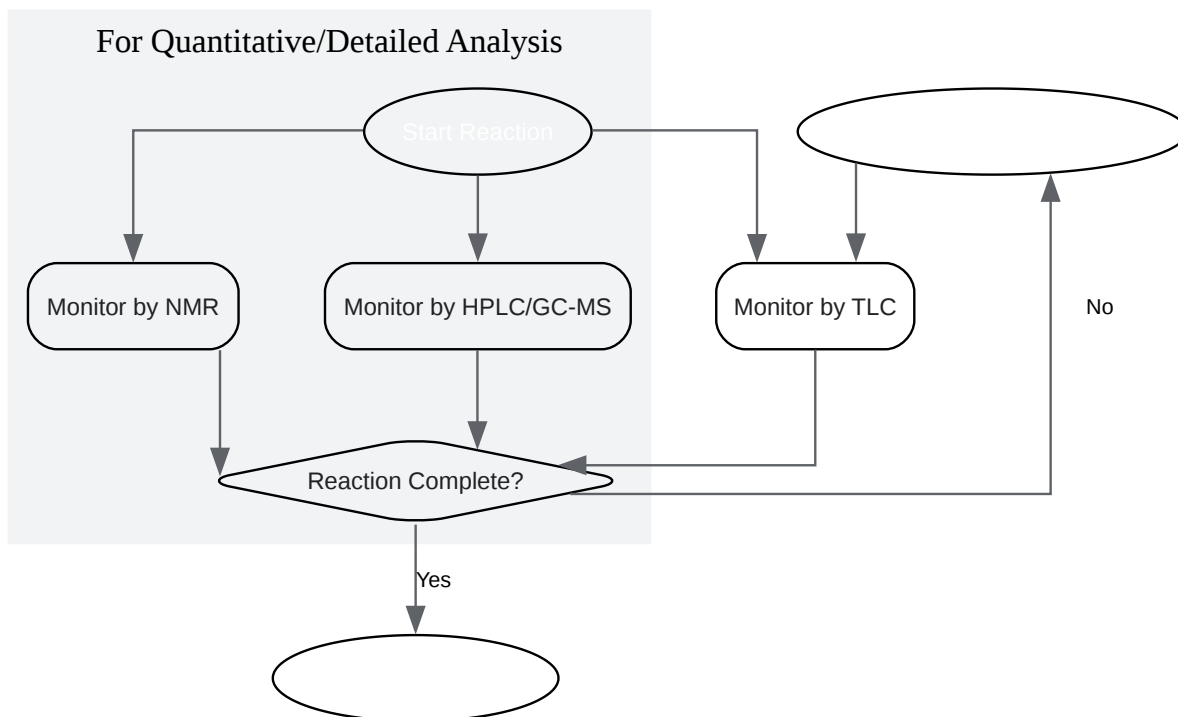 For Quantitative/Detailed Analysis
Start Reaction
Monitor by NMR
Monitor by HPLC/GC-MS
Monitor by TLC
No
Reaction Complete?
Yes